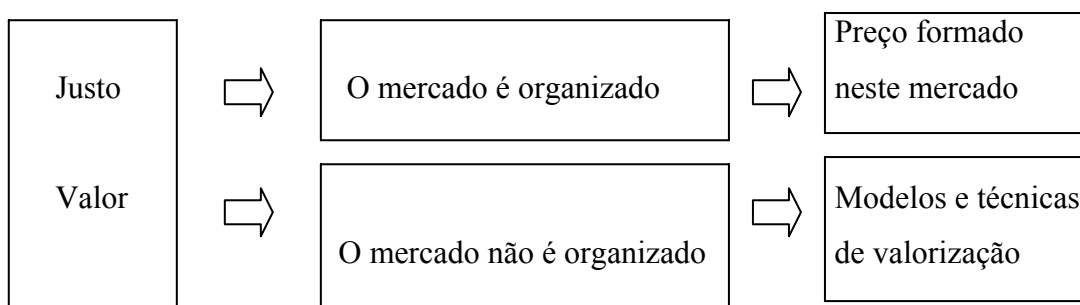 Justo
Valor
O mercado é organizado
O mercado não é organizado
Preço formado
neste mercado
Modelos e técnicas
de valorização